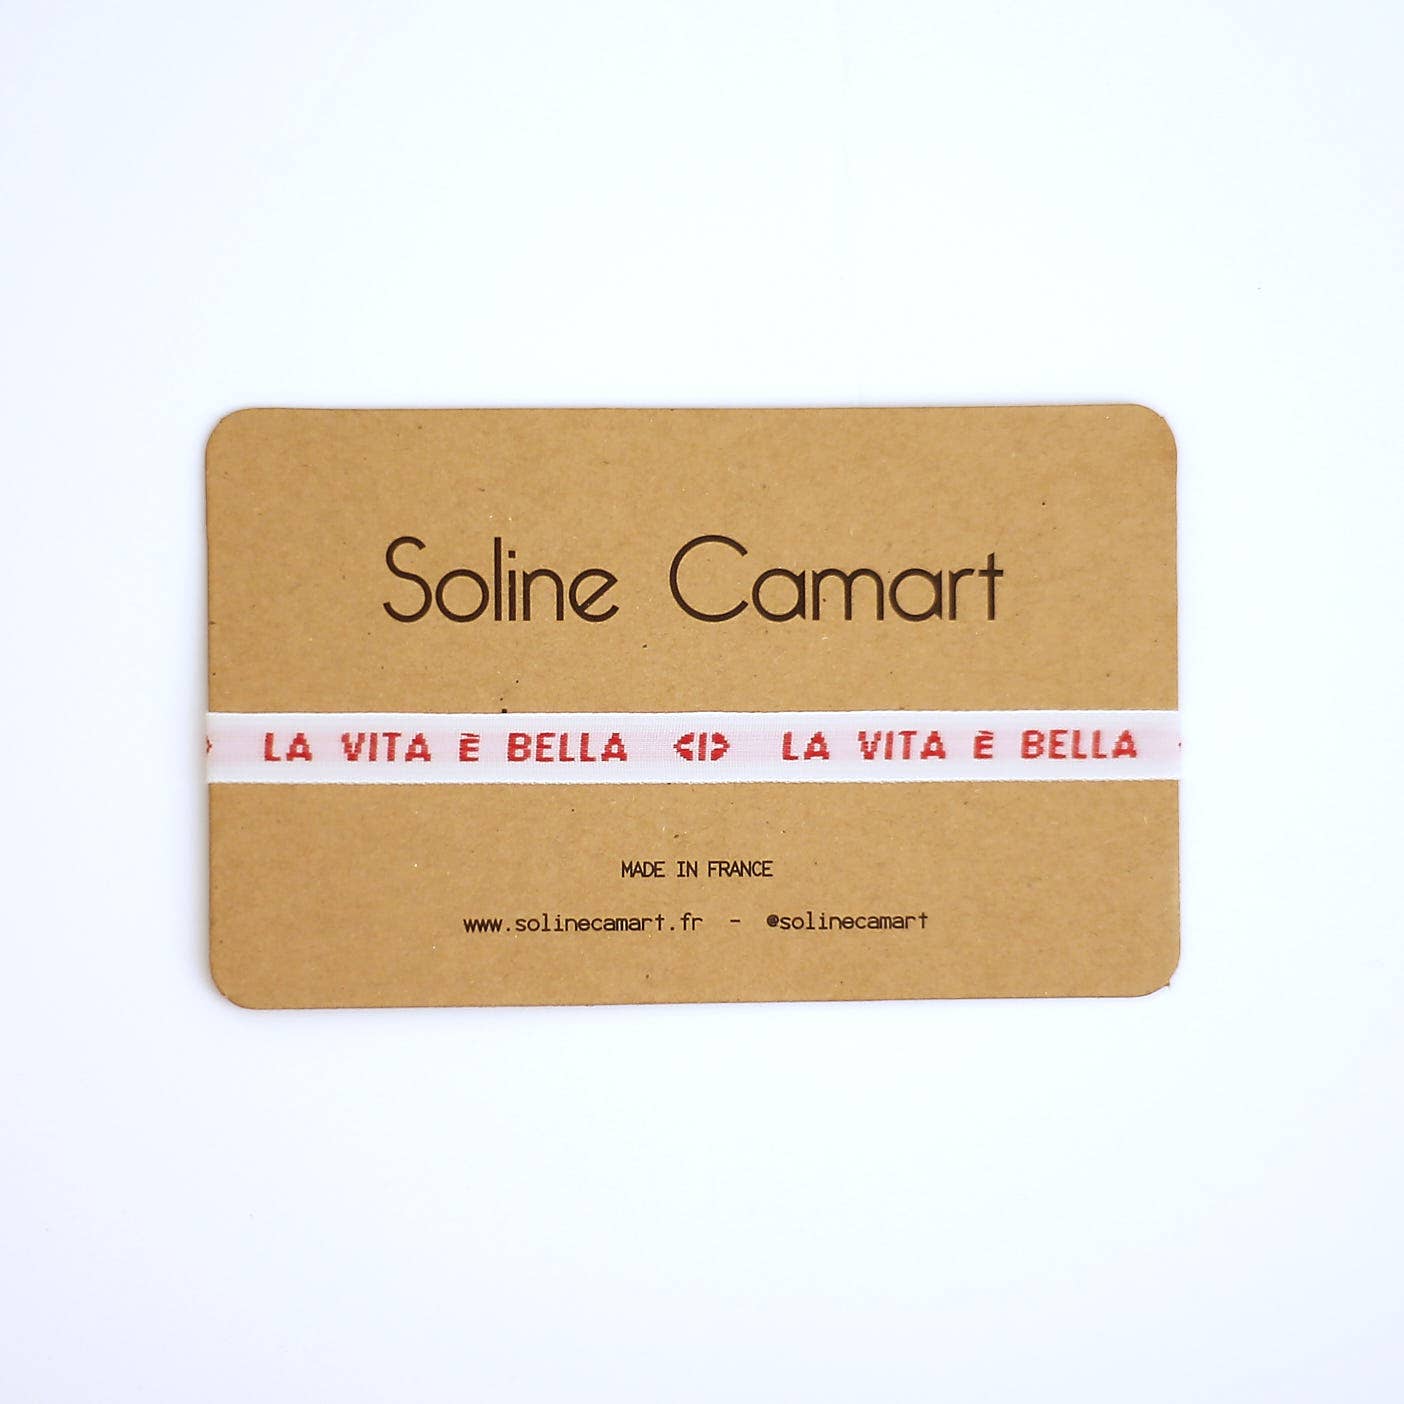 Soline Camart
LA VITA È BELLA LA VITA È BELLA
MADE IN FRANCE
www.solinecamart.fr - @solinecamart